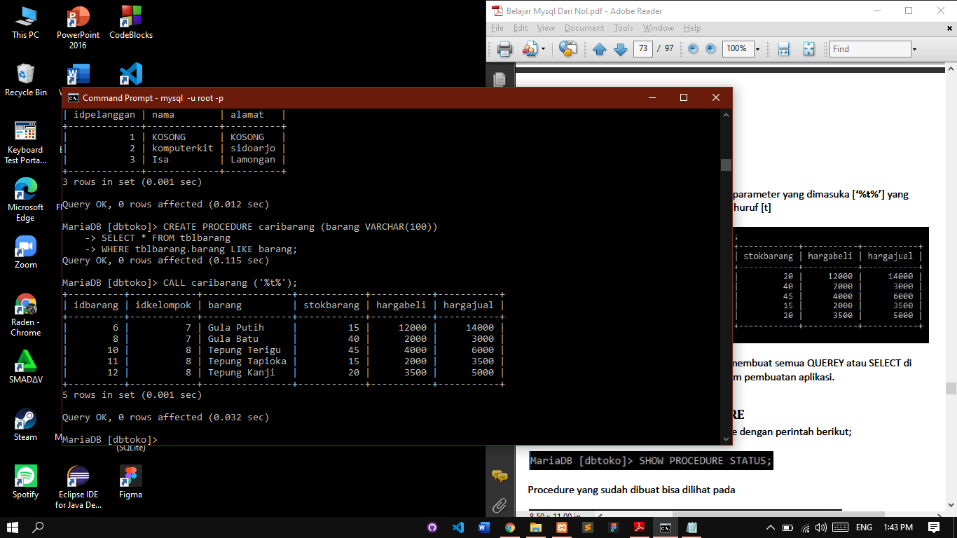 This PC
PowerPoint 2016
CodeBlocks
Recycle Bin
Keyboard Test Porta...
Microsoft Edge
Zoom
Raden - Chrome
SMADAV
Steam
(SQLite)
Spotify
Eclipse IDE for Java De...
Figma
Belajar Mysql Dari Nol.pdf - Adobe Reader
File Edit View Document Tools Window Help
73 / 97 100% Find
Command Prompt - mysql -u root -p
| idpelanggan | nama | alamat |
+-------------+------------+----------+
| 1 | KOSONG | KOSONG |
| 2 | komputerkit | sidoarjo |
| 3 | Isa | Lamongan |
+-------------+------------+----------+
3 rows in set (0.001 sec)
Query OK, 0 rows affected (0.012 sec)
MariaDB [dbtoko]> CREATE PROCEDURE caribarang (barang VARCHAR(100))
-> SELECT * FROM tblbarang
-> WHERE tblbarang.barang LIKE barang;
Query OK, 0 rows affected (0.115 sec)
MariaDB [dbtoko]> CALL caribarang ('%t%');
+----------+------------+----------------+------------+-----------+-----------+
| idbarang | idkelompok | barang | stokbarang | hargabeli | hargajual |
+----------+------------+----------------+------------+-----------+-----------+
| 6 | 7 | Gula Putih | 15 | 12000 | 14000 |
| 8 | 7 | Gula Batu | 40 | 2000 | 3000 |
| 10 | 8 | Tepung Terigu | 45 | 4000 | 6000 |
| 11 | 8 | Tepung Tapioka | 15 | 2000 | 3500 |
| 12 | 8 | Tepung Kanji | 20 | 3500 | 5000 |
+----------+------------+----------------+------------+-----------+-----------+
5 rows in set (0.001 sec)
Query OK, 0 rows affected (0.032 sec)
MariaDB [dbtoko]>
parameter yang dimasuka ['%t%'] yang
huruf [t]
stokbarang | hargabeli | hargajual |
20 | 12000 | 14000 |
40 | 2000 | 3000 |
45 | 4000 | 6000 |
15 | 2000 | 3500 |
20 | 3500 | 5000 |
membuat semua QUEREY atau SELECT di
m pembuatan aplikasi.
RE
e dengan perintah berikut;
MariaDB [dbtoko]> SHOW PROCEDURE STATUS;
Procedure yang sudah dibuat bisa dilihat pada
8.50 x 11.00 in
ENG 1:43 PM